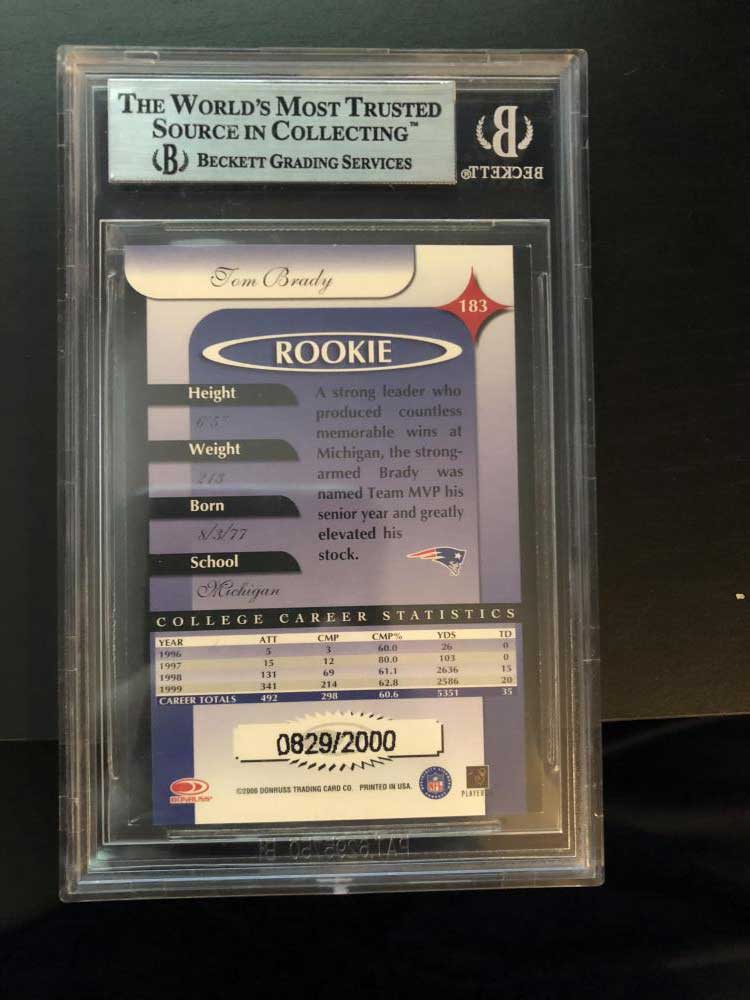 THE WORLD'S MOST TRUSTED
SOURCE IN COLLECTING™
B BECKETT GRADING SERVICES
B
BECKETT®
Tom Brady
183
ROOKIE
Height
6'5"
Weight
213
Born
8/3/77
School
Michigan
A strong leader who
produced countless
memorable wins at
Michigan, the strong-
armed Brady was
named Team MVP his
senior year and greatly
elevated his
stock.
COLLEGE CAREER STATISTICS
YEAR ATT CMP CMP% YDS TD
1996 5 3 60.0 26 0
1997 15 12 80.0 103 0
1998 131 69 61.1 2636 15
1999 341 214 62.8 2586 20
CAREER TOTALS 492 298 60.6 5351 35
0829/2000
DONRUSS
©2000 DONRUSS TRADING CARD CO. PRINTED IN USA.
NFL
PLAYERS